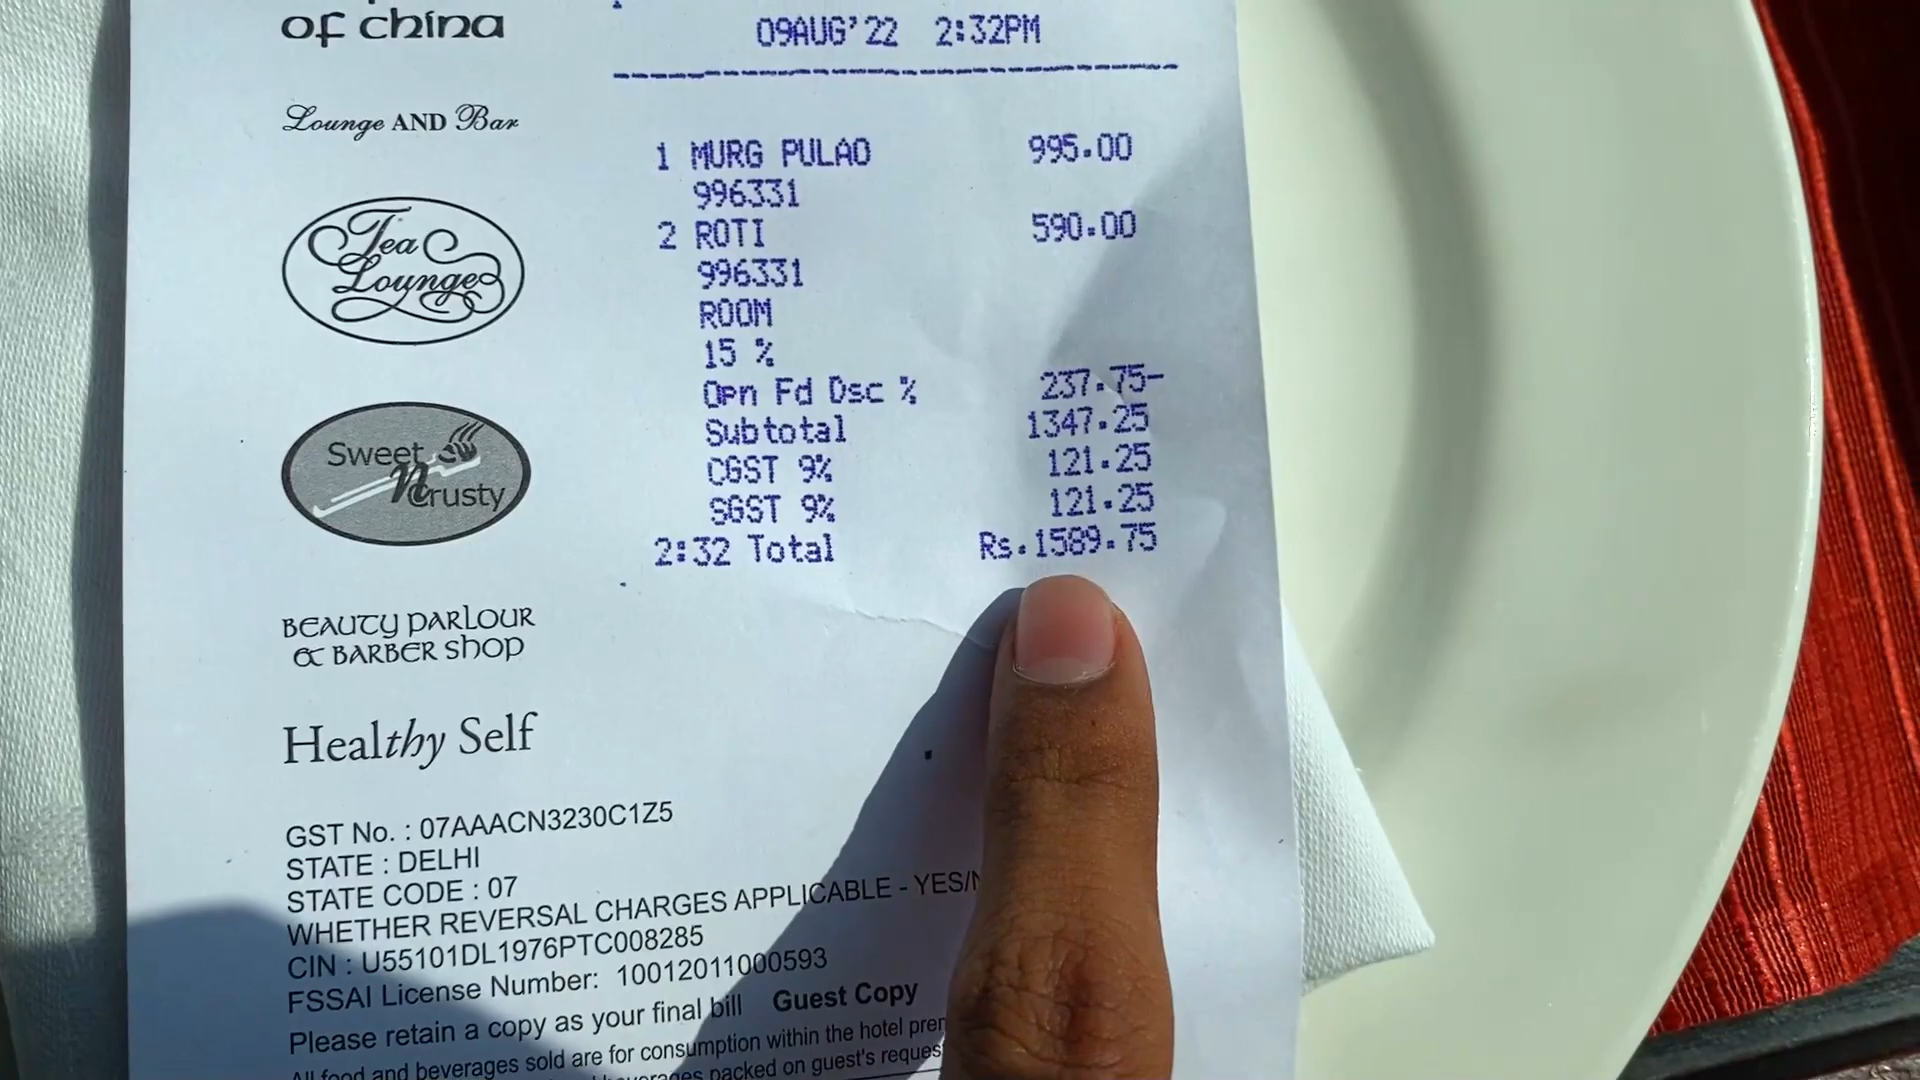 of china
Lounge AND Bar
Tea
Lounge
Sweet
n
Crusty
BEAUTY PARLOUR
& BARBER SHOP
Healthy Self
09AUG'22 2:32PM
1 MURG PULAO 995.00
996331
2 ROTI 590.00
996331
ROOM
15 %
Opn Fd Dsc % 237.75-
Subtotal 1347.25
CGST 9% 121.25
SGST 9% 121.25
2:32 Total Rs.1589.75
GST No. : 07AAACN3230C1Z5
STATE : DELHI
STATE CODE : 07
WHETHER REVERSAL CHARGES APPLICABLE - YES/
CIN : U55101DL1976PTC008285
FSSAI License Number: 10012011000593
Please retain a copy as your final bill Guest Copy
All food and beverages sold are for consumption within the hotel
beverages packed on guest's